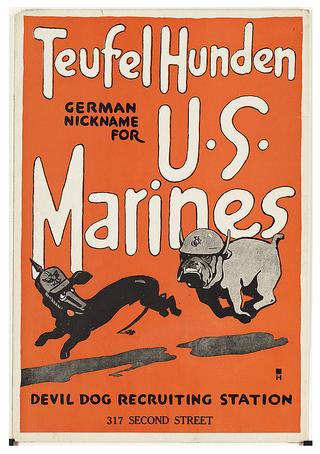 Teufel Hunden
GERMAN
NICKNAME
FOR
U·S·
Marines
DEVIL DOG RECRUITING STATION
317 SECOND STREET